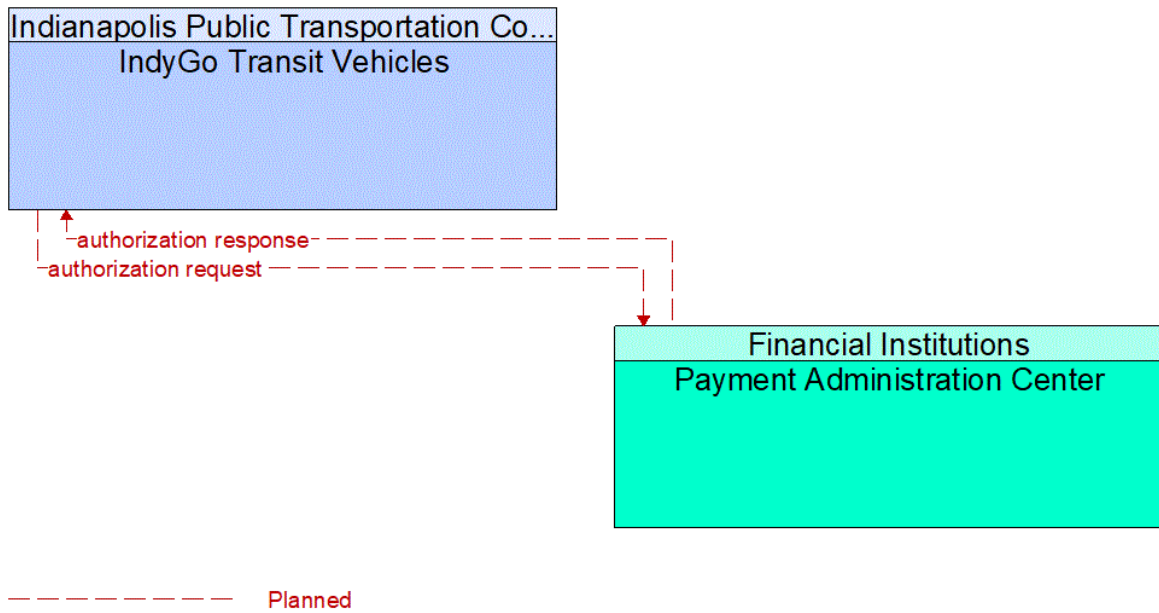 Indianapolis Public Transportation Co...
IndyGo Transit Vehicles
authorization response
authorization request
Financial Institutions
Payment Administration Center
Planned